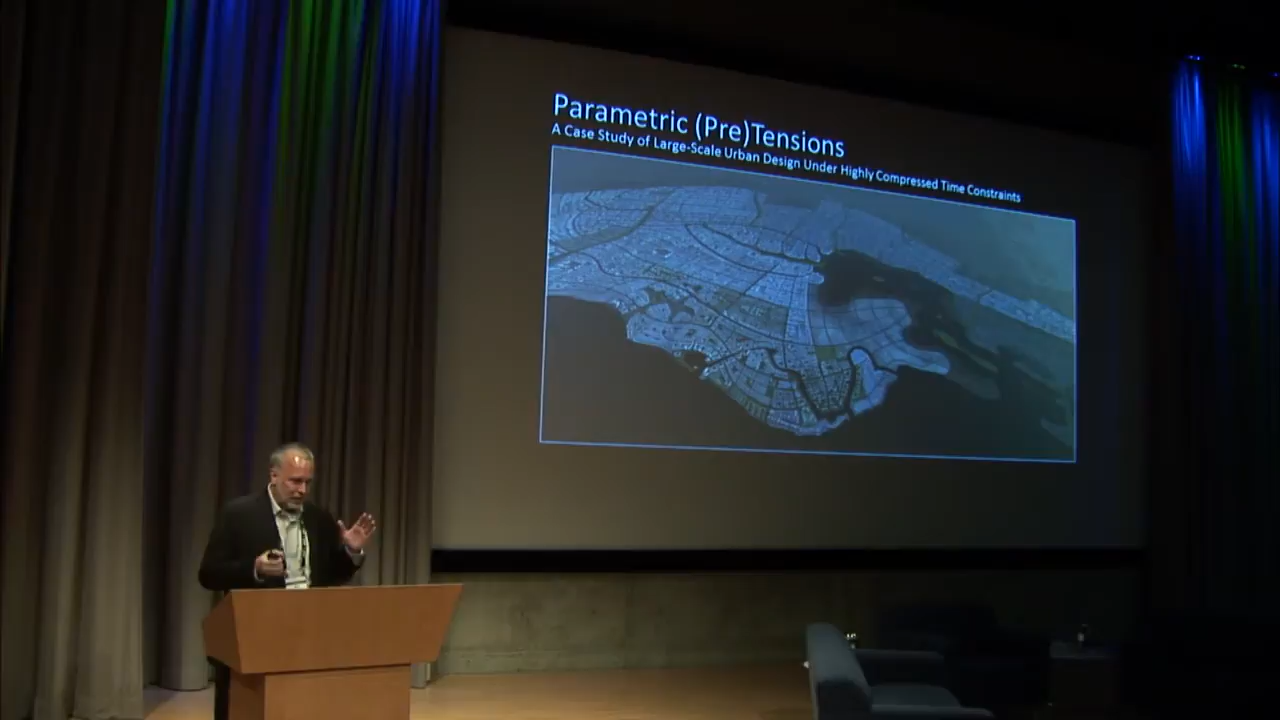 Parametric (Pre)Tensions
A Case Study of Large-Scale Urban Design Under Highly Compressed Time Constraints